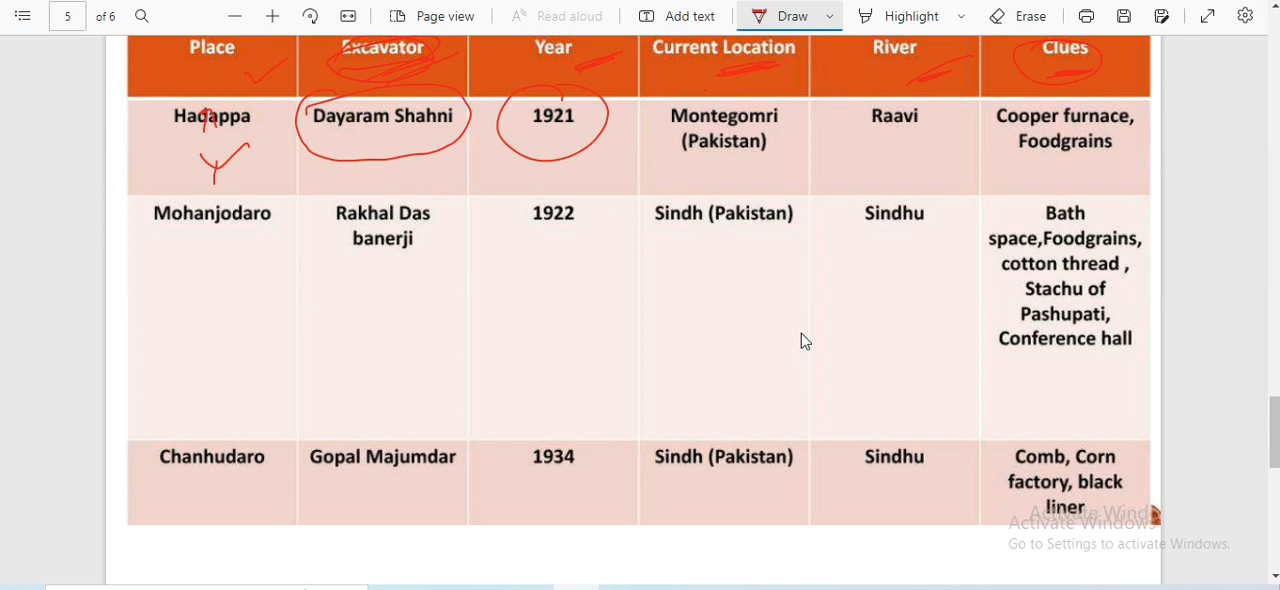 5 of 6 Page view Read aloud Add text Draw Highlight Erase
Place Excavator Year Current Location River Clues
Hadappa Dayaram Shahni 1921 Montegomri Raavi Cooper furnace,
(Pakistan) Foodgrains
Mohanjodaro Rakhal Das 1922 Sindh (Pakistan) Sindhu Bath
banerji space,Foodgrains,
cotton thread ,
Stachu of
Pashupati,
Conference hall
Chanhudaro Gopal Majumdar 1934 Sindh (Pakistan) Sindhu Comb, Corn
factory, black
liner
Activate Windows
Go to Settings to activate Windows.